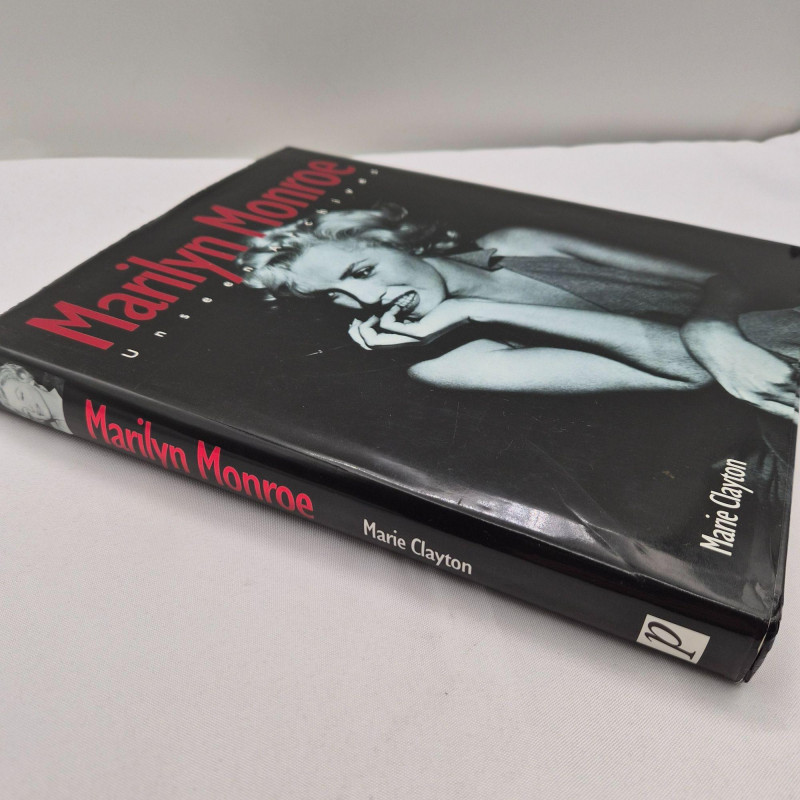 Marilyn Monroe
Unseen Archives
Marie Clayton
Marilyn Monroe
Marie Clayton
p